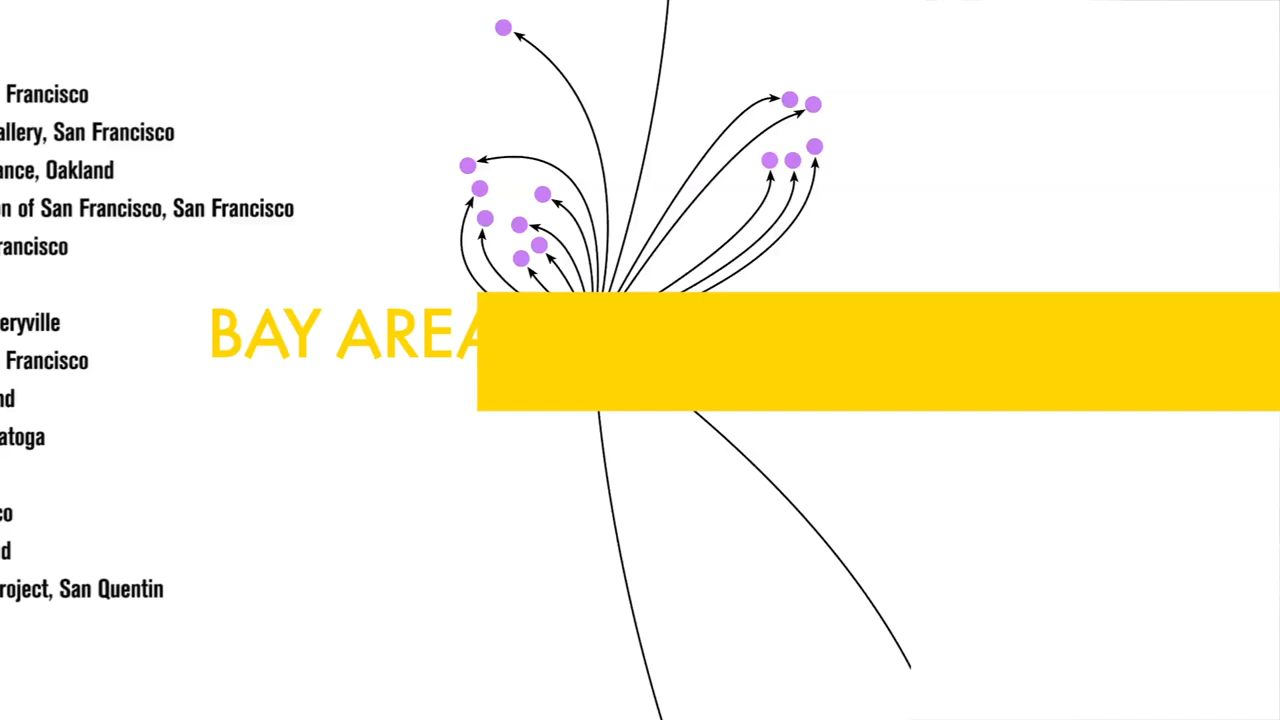 Francisco
allery, San Francisco
ance, Oakland
on of San Francisco, San Francisco
rancisco
eryville
BAY AREA
Francisco
nd
atoga
co
d
roject, San Quentin